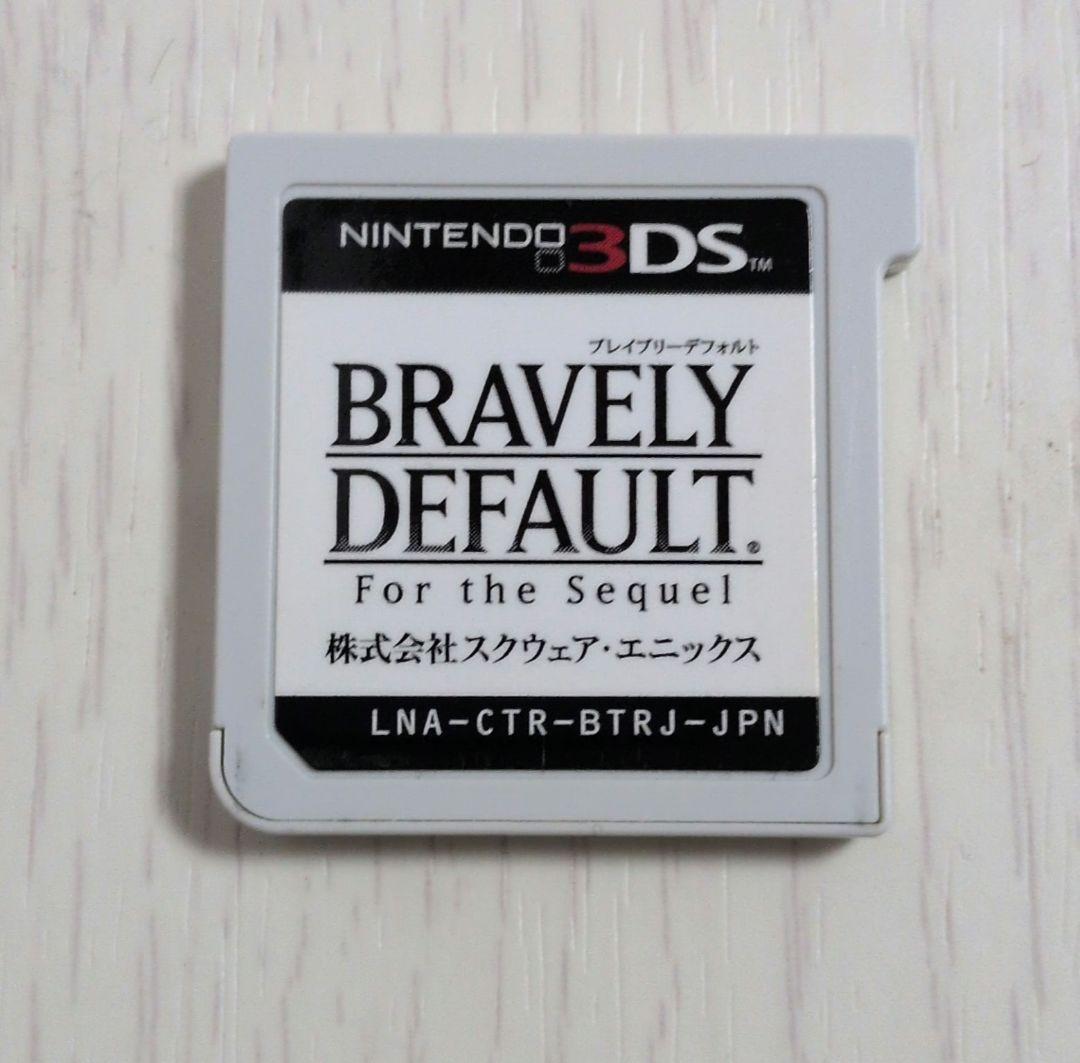 NINTENDO 3DS™
ブレイブリーデフォルト
BRAVELY
DEFAULT.®
For the Sequel
株式会社スクウェア・エニックス
LNA-CTR-BTRJ-JPN